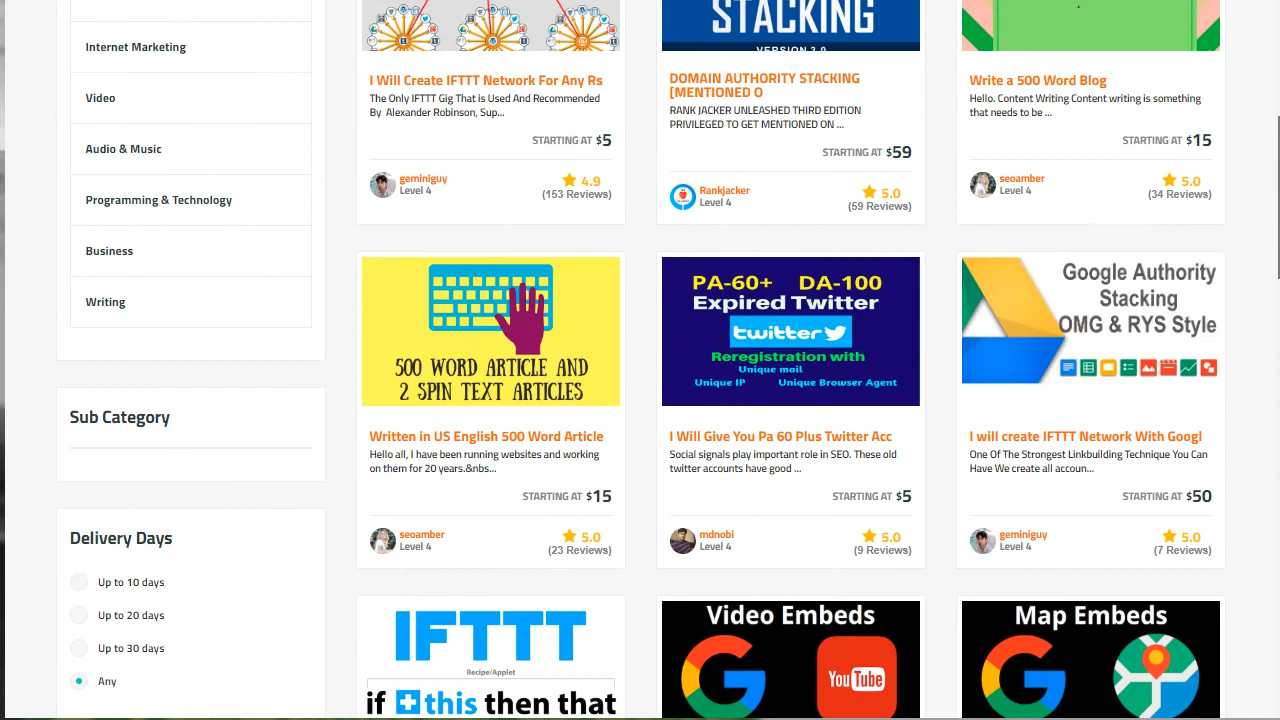 Internet Marketing
Video
Audio & Music
Programming & Technology
Business
Writing
Sub Category
Delivery Days
Up to 10 days
Up to 20 days
Up to 30 days
Any
I Will Create IFTTT Network For Any Rs
The Only IFTTT Gig That is Used And Recommended
By Alexander Robinson, Sup...
STARTING AT $5
geminiguy
Level 4
4.9
(153 Reviews)
STACKING
VERSION 3.0
DOMAIN AUTHORITY STACKING
[MENTIONED O
RANK JACKER UNLEASHED THIRD EDITION
PRIVILEGED TO GET MENTIONED ON ...
STARTING AT $59
Rankjacker
Level 4
5.0
(59 Reviews)
Write a 500 Word Blog
Hello. Content Writing Content writing is something
that needs to be ...
STARTING AT $15
seoamber
Level 4
5.0
(34 Reviews)
500 WORD ARTICLE AND
2 SPIN TEXT ARTICLES
Written in US English 500 Word Article
Hello all, I have been running websites and working
on them for 20 years.&nbs...
STARTING AT $15
seoamber
Level 4
5.0
(23 Reviews)
PA-60+ DA-100
Expired Twitter
twitter
Reregistration with
Unique mail
Unique IP Unique Browser Agent
I Will Give You Pa 60 Plus Twitter Acc
Social signals play important role in SEO. These old
twitter accounts have good ...
STARTING AT $5
mdnobi
Level 4
5.0
(9 Reviews)
Google Authority
Stacking
OMG & RYS Style
I will create IFTTT Network With Googl
One Of The Strongest Linkbuilding Technique You Can
Have We create all accoun...
STARTING AT $50
geminiguy
Level 4
5.0
(7 Reviews)
IFTTT
Recipe/Applet
if this then that
Video Embeds
G
YouTube
Map Embeds
G